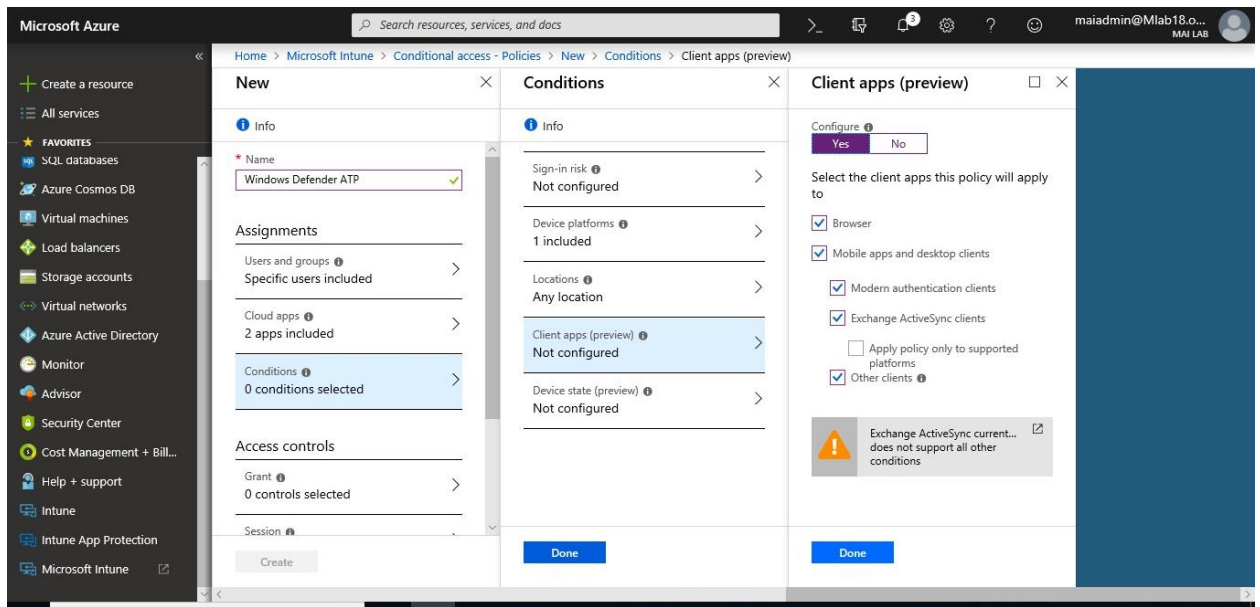 Microsoft Azure
Search resources, services, and docs
3
maiadmin@Mlab18.o...
MAI LAB
Home > Microsoft Intune > Conditional access - Policies > New > Conditions > Client apps (preview)
Create a resource
All services
FAVORITES
SQL databases
Azure Cosmos DB
Virtual machines
Load balancers
Storage accounts
Virtual networks
Azure Active Directory
Monitor
Advisor
Security Center
Cost Management + Bill...
Help + support
Intune
Intune App Protection
Microsoft Intune
New
Info
* Name
Windows Defender ATP
Assignments
Users and groups
Specific users included
Cloud apps
2 apps included
Conditions
0 conditions selected
Access controls
Grant
0 controls selected
Session
Create
Conditions
Info
Sign-in risk
Not configured
Device platforms
1 included
Locations
Any location
Client apps (preview)
Not configured
Device state (preview)
Not configured
Done
Client apps (preview)
Configure
Yes No
Select the client apps this policy will apply
to
Browser
Mobile apps and desktop clients
Modern authentication clients
Exchange ActiveSync clients
Apply policy only to supported
platforms
Other clients
Exchange ActiveSync current...
does not support all other
conditions
Done